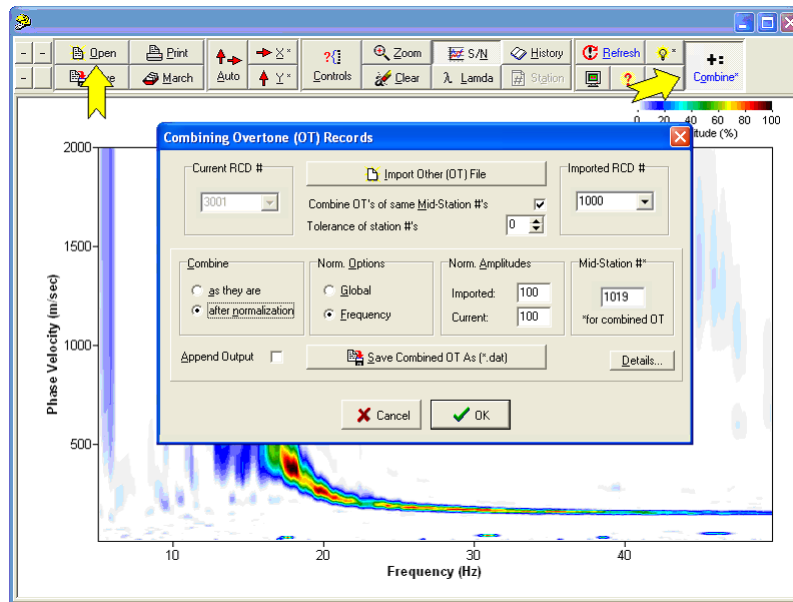 Open Print Auto X* Y* ?{} Controls Zoom S/N History Refresh * +: Combine*
March Clear λ Lamda # Station ?
0 20 40 60 80 100
(%)
Combining Overtone (OT) Records
Current RCD # Import Other (OT) File Imported RCD #
3001 Combine OT's of same Mid-Station #'s 1000
Tolerance of station #'s 0
Combine Norm. Options Norm. Amplitudes Mid-Station #*
as they are Global Imported: 100 1019
after normalization Frequency Current: 100 *for combined OT
Append Output Save Combined OT As (*.dat) Details...
Cancel OK
2000
1500
1000
500
Phase Velocity (m/sec)
10 20 30 40
Frequency (Hz)